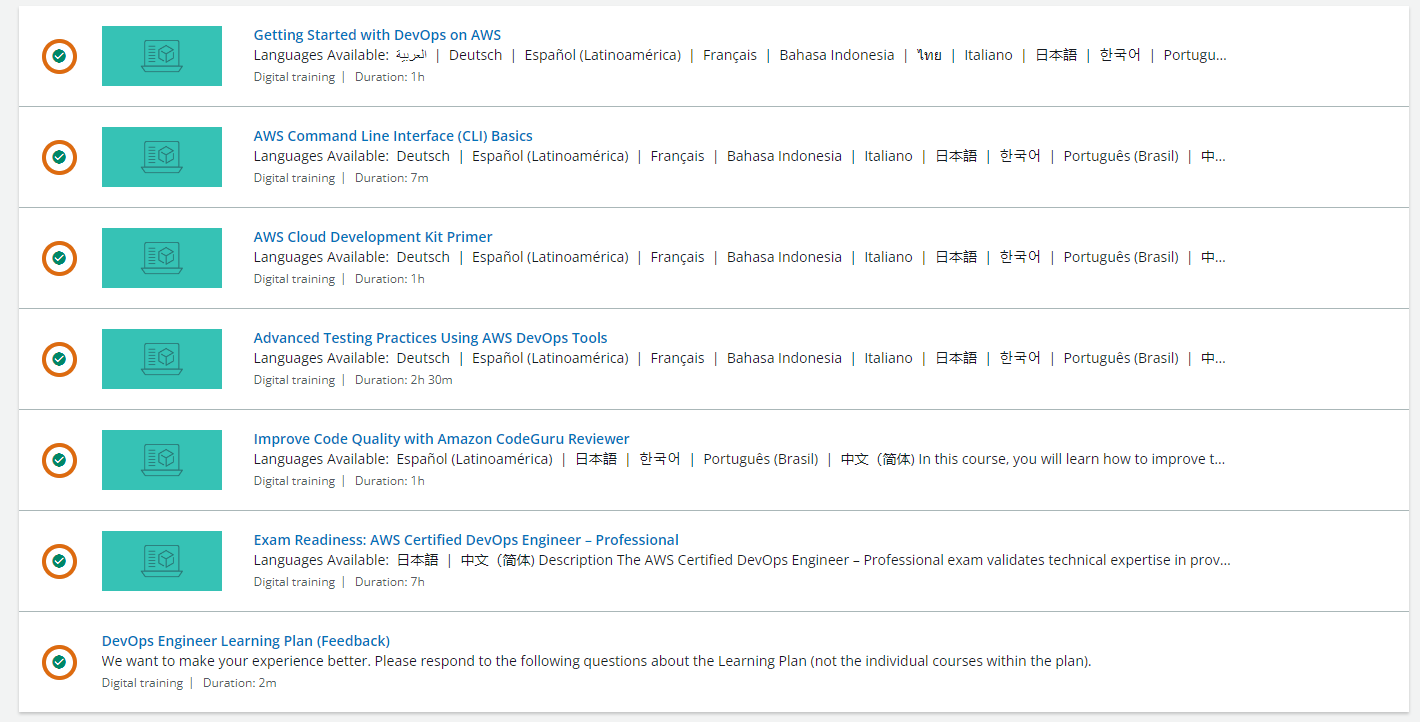 Getting Started with DevOps on AWS
Languages Available: العربية | Deutsch | Español (Latinoamérica) | Français | Bahasa Indonesia | ไทย | Italiano | 日本語 | 한국어 | Portugu...
Digital training | Duration: 1h
AWS Command Line Interface (CLI) Basics
Languages Available: Deutsch | Español (Latinoamérica) | Français | Bahasa Indonesia | Italiano | 日本語 | 한국어 | Português (Brasil) | 中...
Digital training | Duration: 7m
AWS Cloud Development Kit Primer
Languages Available: Deutsch | Español (Latinoamérica) | Français | Bahasa Indonesia | Italiano | 日本語 | 한국어 | Português (Brasil) | 中...
Digital training | Duration: 1h
Advanced Testing Practices Using AWS DevOps Tools
Languages Available: Deutsch | Español (Latinoamérica) | Français | Bahasa Indonesia | Italiano | 日本語 | 한국어 | Português (Brasil) | 中...
Digital training | Duration: 2h 30m
Improve Code Quality with Amazon CodeGuru Reviewer
Languages Available: Español (Latinoamérica) | 日本語 | 한국어 | Português (Brasil) | 中文（简体) In this course, you will learn how to improve t...
Digital training | Duration: 1h
Exam Readiness: AWS Certified DevOps Engineer – Professional
Languages Available: 日本語 | 中文（简体) Description The AWS Certified DevOps Engineer – Professional exam validates technical expertise in prov...
Digital training | Duration: 7h
DevOps Engineer Learning Plan (Feedback)
We want to make your experience better. Please respond to the following questions about the Learning Plan (not the individual courses within the plan).
Digital training | Duration: 2m